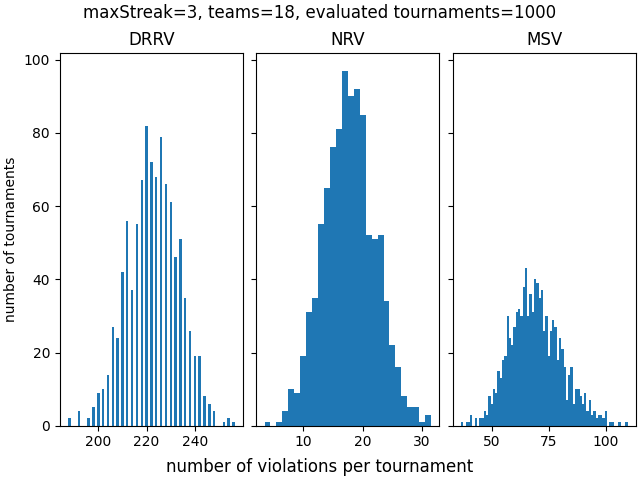 maxStreak=3, teams=18, evaluated tournaments=1000
DRRV NRV MSV
number of tournaments
100
80
60
40
20
0
200 220 240 10 20 30 50 75 100
number of violations per tournament